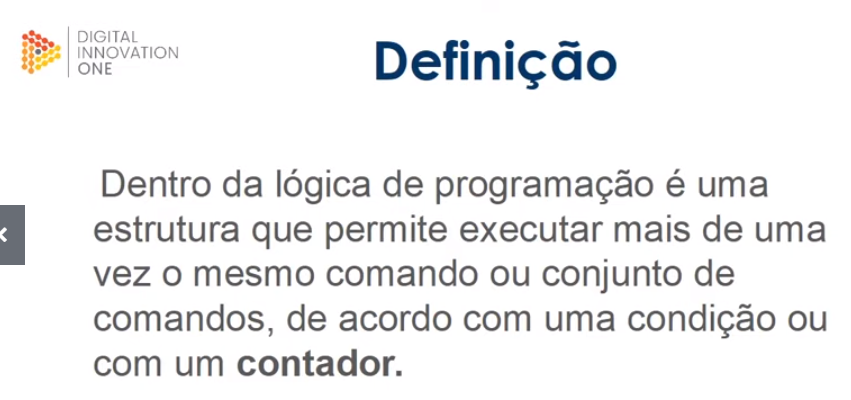 DIGITAL
INNOVATION
ONE
Definição
Dentro da lógica de programação é uma
estrutura que permite executar mais de uma
vez o mesmo comando ou conjunto de
comandos, de acordo com uma condição ou
com um contador.